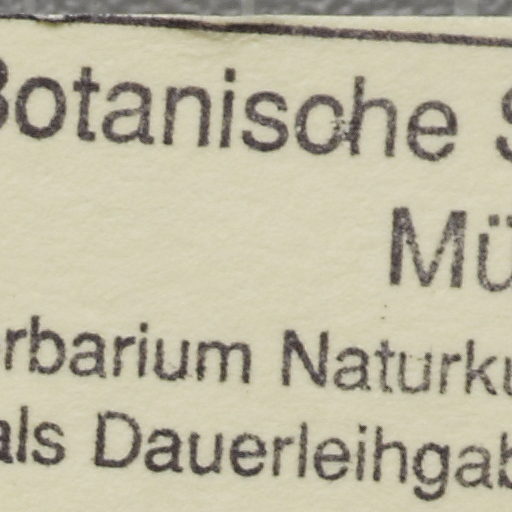 Botanische S
Mü
rbarium Naturku
als Dauerleihgab